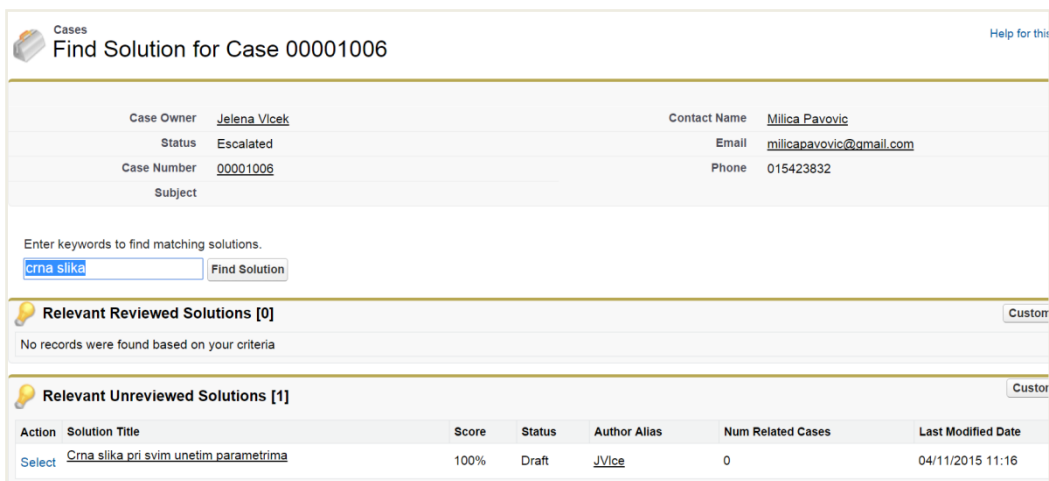 Cases
Find Solution for Case 00001006
Help for this
Case Owner Jelena Vlcek Contact Name Milica Pavovic
Status Escalated Email milicapavovic@gmail.com
Case Number 00001006 Phone 015423832
Subject
Enter keywords to find matching solutions.
crna slika Find Solution
Relevant Reviewed Solutions [0] Custom
No records were found based on your criteria
Relevant Unreviewed Solutions [1] Custor
Action Solution Title Score Status Author Alias Num Related Cases Last Modified Date
Select Crna slika pri svim unetim parametrima 100% Draft JVlce 0 04/11/2015 11:16